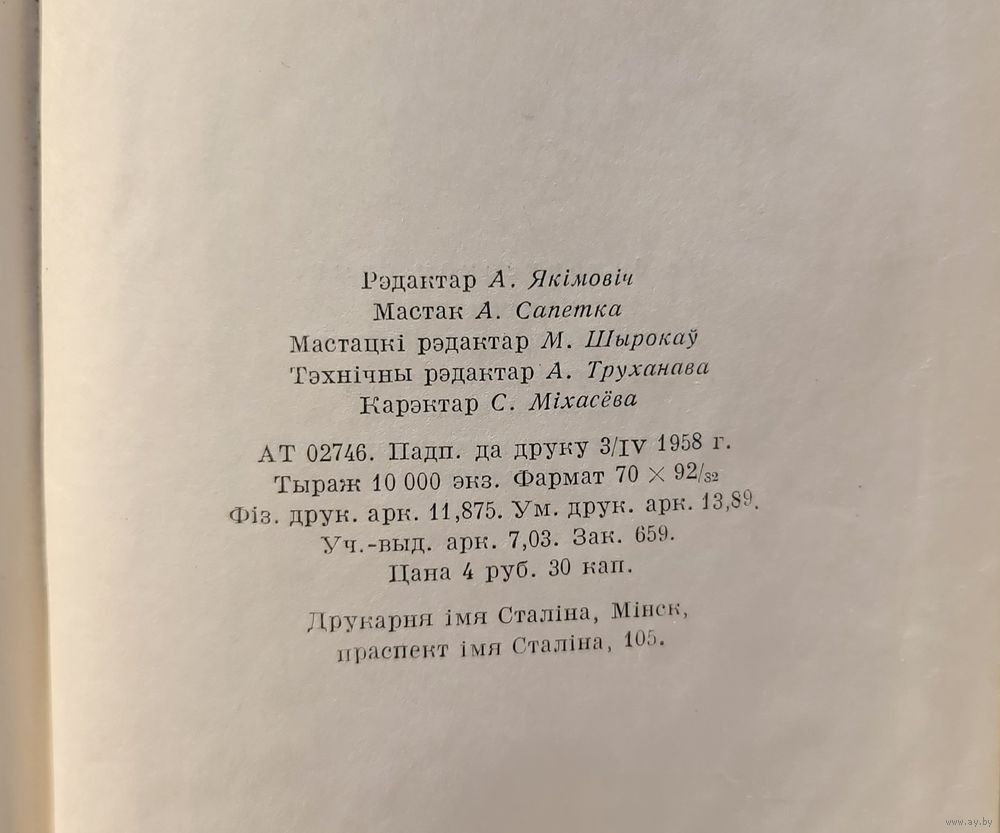 Рэдактар А. Якімовіч
Мастак А. Сапетка
Мастацкі рэдактар М. Шырокаў
Тэхнічны рэдактар А. Труханава
Карэктар С. Міхасёва
АТ 02746. Падп. да друку 3/IV 1958 г.
Тыраж 10 000 экз. Фармат 70 × 92/32
Фіз. друк. арк. 11,875. Ум. друк. арк. 13,89.
Уч.-выд. арк. 7,03. Зак. 659.
Цана 4 руб. 30 кап.
Друкарня імя Сталіна, Мінск,
праспект імя Сталіна, 105.
www.ay.by